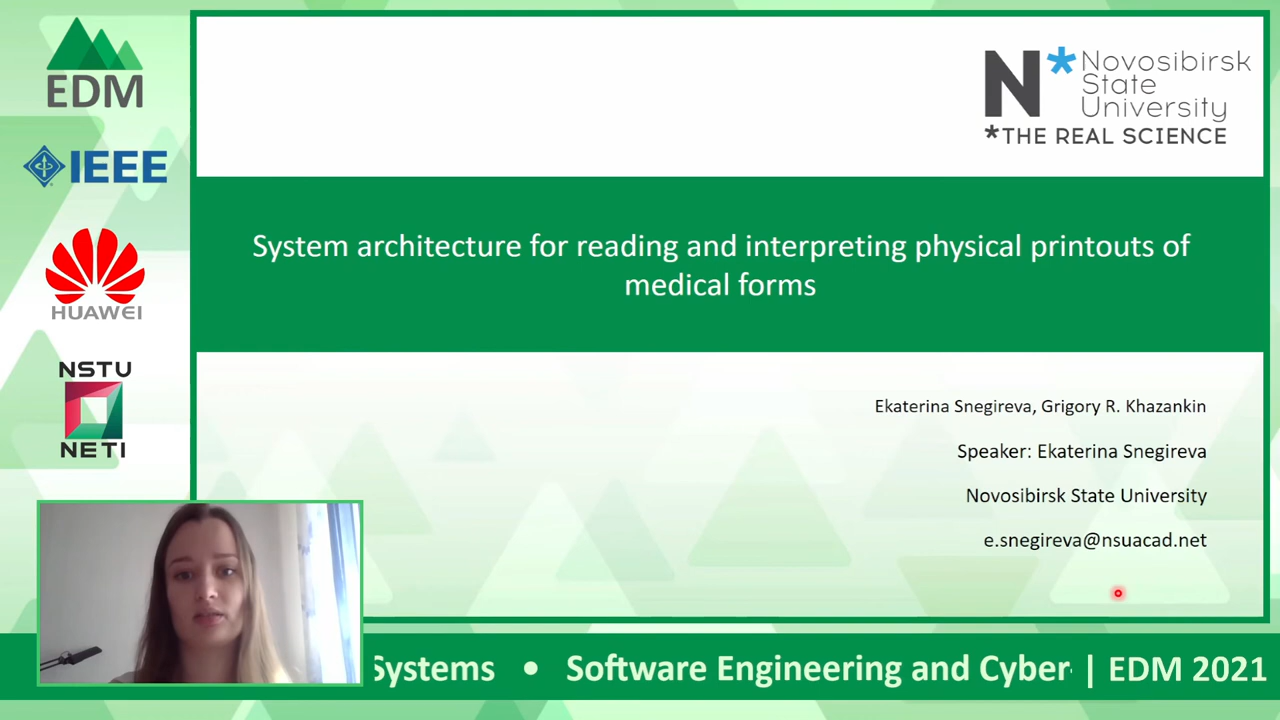 EDM
IEEE
HUAWEI
NSTU
NETI
N*
Novosibirsk
State
University
*THE REAL SCIENCE
System architecture for reading and interpreting physical printouts of
medical forms
Ekaterina Snegireva, Grigory R. Khazankin
Speaker: Ekaterina Snegireva
Novosibirsk State University
e.snegireva@nsuacad.net
Systems • Software Engineering and Cyber- | EDM 2021